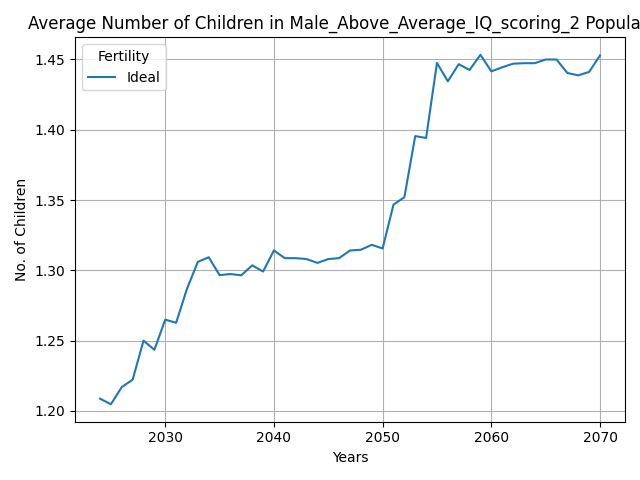 Average Number of Children in Male_Above_Average_IQ_scoring_2 Popula
Fertility
Ideal
1.45
1.40
1.35
1.30
1.25
1.20
No. of Children
2030 2040 2050 2060 2070
Years